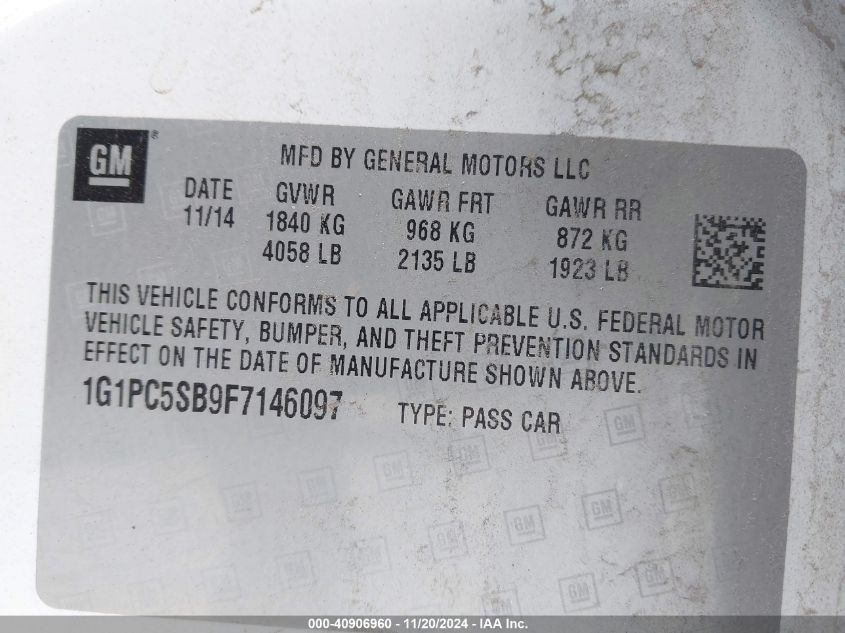 GM ®
MFD BY GENERAL MOTORS LLC
DATE GVWR GAWR FRT GAWR RR
11/14 1840 KG 968 KG 872 KG
4058 LB 2135 LB 1923 LB
THIS VEHICLE CONFORMS TO ALL APPLICABLE U.S. FEDERAL MOTOR
VEHICLE SAFETY, BUMPER, AND THEFT PREVENTION STANDARDS IN
EFFECT ON THE DATE OF MANUFACTURE SHOWN ABOVE.
1G1PC5SB9F7146097 TYPE: PASS CAR
000-40906960 - 11/20/2024 - IAA Inc.